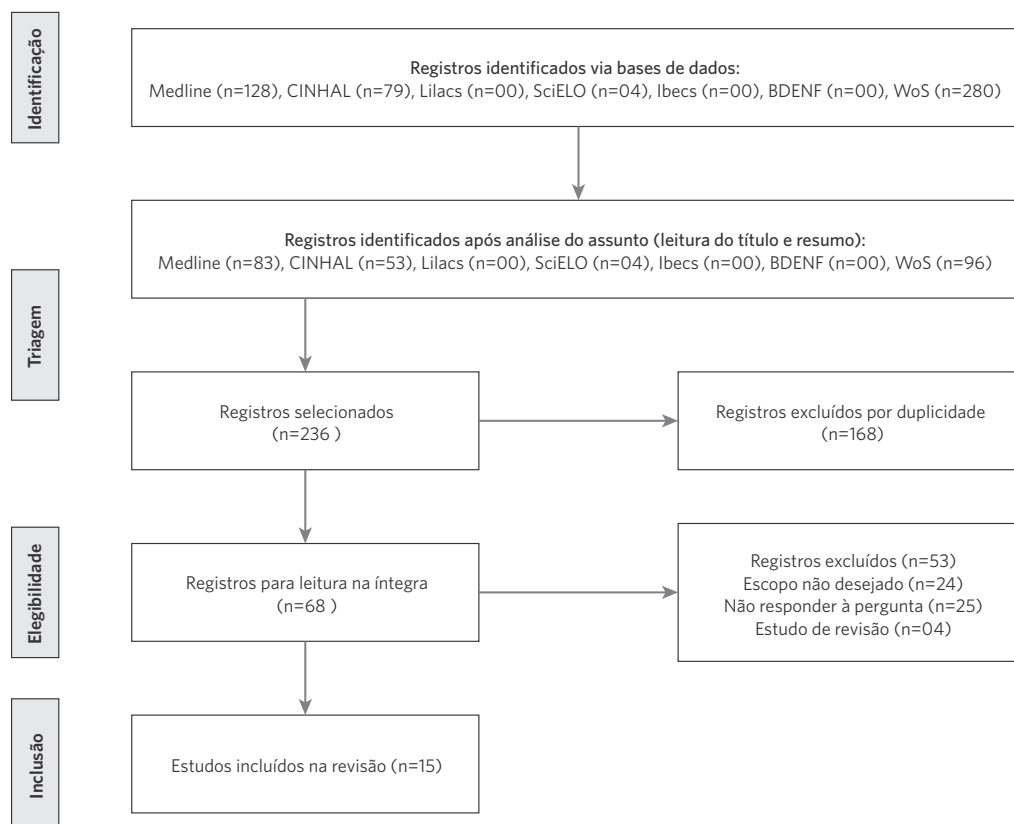 Identificação
Registros identificados via bases de dados:
Medline (n=128), CINHAL (n=79), Lilacs (n=00), SciELO (n=04), Ibecs (n=00), BDENF (n=00), WoS (n=280)
Triagem
Registros identificados após análise do assunto (leitura do título e resumo):
Medline (n=83), CINHAL (n=53), Lilacs (n=00), SciELO (n=04), Ibecs (n=00), BDENF (n=00), WoS (n=96)
Registros selecionados
(n=236 )
Registros excluídos por duplicidade
(n=168)
Elegibilidade
Registros para leitura na íntegra
(n=68 )
Registros excluídos (n=53)
Escopo não desejado (n=24)
Não responder à pergunta (n=25)
Estudo de revisão (n=04)
Inclusão
Estudos incluídos na revisão (n=15)